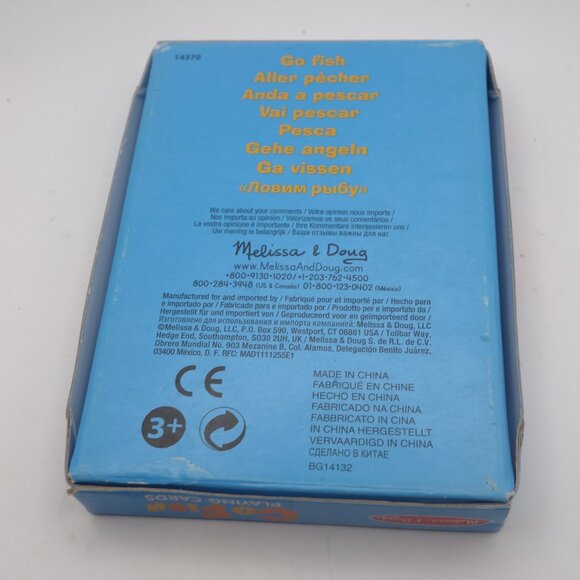 14370
Go fish
Aller pêcher
Anda a pescar
Vai pescar
Pesca
Gehe angeln
Ga vissen
«Ловим рыбу»
We care about your comments / Votre opinion nous importe /
Nos importa su opinión / Valorizamos os seus comentários /
La vostra opinione è importante / Ihre Kommentare interessieren uns /
Uw mening is belangrijk / Ваши отзывы важны для нас
Melissa & Doug
www.MelissaAndDoug.com
+800-9130-1020 / +1-203-762-4500
800-284-3948 (US & Canada) 01-800-123-0402 (México)
Manufactured for and imported by / Fabriqué pour et importé par / Hecho para
e importado por / Fabricado para e importado por / Prodotto per e importato da /
Hergestellt für und importiert von / Geproduceerd voor en geïmporteerd door /
Изготовлено для использования и импорта компанией: Melissa & Doug, LLC
©Melissa & Doug, LLC, P.O. Box 590, Westport, CT 06881 USA / Tollbar Way,
Hedge End, Southampton, SO30 2UH, UK / Melissa & Doug S. de R.L. de C.V.
Obrero Mundial No. 903 Mezanine B, Col. Alamos, Delegación Benito Juárez,
03400 México, D. F. RFC: MAD1111255E1
CE
3+
MADE IN CHINA
FABRIQUÉ EN CHINE
HECHO EN CHINA
FABRICADO NA CHINA
FABBRICATO IN CINA
IN CHINA HERGESTELLT
VERVAARDIGD IN CHINA
СДЕЛАНО В КИТАЕ
BG14132
Go Fish
PLAYING CARDS
Melissa & Doug